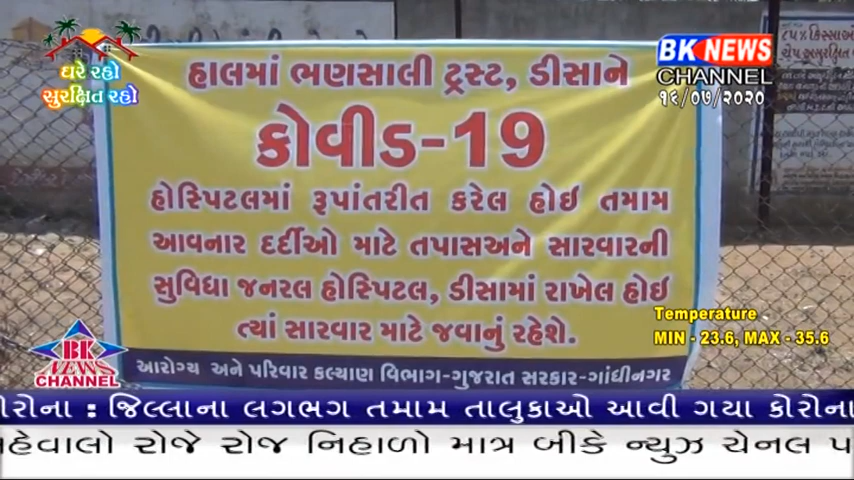 ઘરે રહો
સુરક્ષિત રહો
BK NEWS
CHANNEL
૧૯/૦૭/૨૦૨૦
હાલમાં ભણસાલી ટ્રસ્ટ, ડીસાને
કોવીડ-19
હોસ્પિટલમાં રૂપાંતરીત કરેલ હોઇ તમામ
આવનાર દર્દીઓ માટે તપાસઅને સારવારની
સુવિધા જનરલ હોસ્પિટલ, ડીસામાં રાખેલ હોઇ
ત્યાં સારવાર માટે જવાનું રહેશે.
આરોગ્ય અને પરિવાર કલ્યાણ વિભાગ-ગુજરાત સરકાર-ગાંધીનગર
Temperature
MIN - 23.6, MAX - 35.6
BK
NEWS
CHANNEL
કોરોના : જિલ્લાના લગભગ તમામ તાલુકાઓ આવી ગયા કોરોના
અહેવાલો રોજે રોજ નિહાળો માત્ર બીકે ન્યુઝ ચેનલ પ